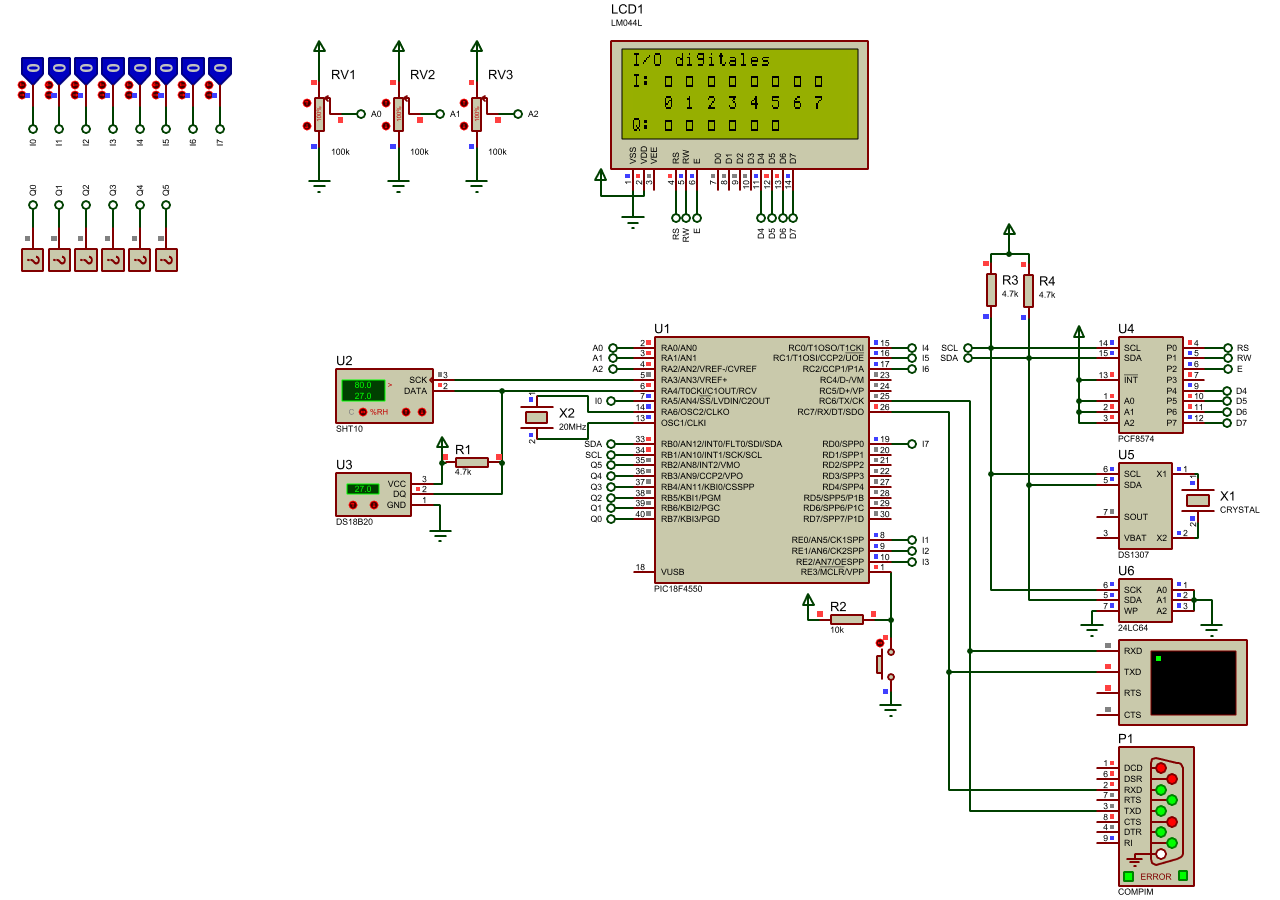 LCD1
LM044L
I/O digitales
I: 0 0 0 0 0 0 0 0
0 1 2 3 4 5 6 7
Q: 0 0 0 0 0 0
VSS VDD VEE RS RW E D0 D1 D2 D3 D4 D5 D6 D7
1 2 3 4 5 6 7 8 9 10 11 12 13 14
RS RW E D4 D5 D6 D7
0 0 0 0 0 0 0 0
I0 I1 I2 I3 I4 I5 I6 I7
Q0 Q1 Q2 Q3 Q4 Q5
? ? ? ? ? ?
RV1 RV2 RV3
100% 100% 100%
A0 A1 A2
100k 100k 100k
R3 R4
4.7k 4.7k
U2
80.0
27.0
C %RH
SCK 3
DATA 2
SHT10
U3
27.0
VCC 3
DQ 2
GND 1
DS18B20
R1
4.7k
X2
20MHz
1
2
U1
A0 2 RA0/AN0
A1 3 RA1/AN1
A2 4 RA2/AN2/VREF-/CVREF
5 RA3/AN3/VREF+
6 RA4/T0CKI/C1OUT/RCV
I0 7 RA5/AN4/SS/LVDIN/C2OUT
14 RA6/OSC2/CLKO
13 OSC1/CLKI
SDA 33 RB0/AN12/INT0/FLT0/SDI/SDA
SCL 34 RB1/AN10/INT1/SCK/SCL
Q5 35 RB2/AN8/INT2/VMO
Q4 36 RB3/AN9/CCP2/VPO
Q3 37 RB4/AN11/KBI0/CSSPP
Q2 38 RB5/KBI1/PGM
Q1 39 RB6/KBI2/PGC
Q0 40 RB7/KBI3/PGD
18 VUSB
RC0/T1OSO/T1CKI 15 I4
RC1/T1OSI/CCP2/UOE 16 I5
RC2/CCP1/P1A 17 I6
RC4/D-/VM 23
RC5/D+/VP 24
RC6/TX/CK 25
RC7/RX/DT/SDO 26
RD0/SPP0 19 I7
RD1/SPP1 20
RD2/SPP2 21
RD3/SPP3 22
RD4/SPP4 27
RD5/SPP5/P1B 28
RD6/SPP6/P1C 29
RD7/SPP7/P1D 30
RE0/AN5/CK1SPP 8 I1
RE1/AN6/CK2SPP 9 I2
RE2/AN7/OESPP 10 I3
RE3/MCLR/VPP 1
PIC18F4550
R2
10k
SCL
SDA
U4
14 SCL P0 4 RS
15 SDA P1 5 RW
P2 6 E
13 INT P3 7
P4 9 D4
1 A0 P5 10 D5
2 A1 P6 11 D6
3 A2 P7 12 D7
PCF8574
U5
6 SCL X1 1
5 SDA
7 SOUT
3 VBAT X2 2
DS1307
X1
CRYSTAL
1
2
U6
6 SCK A0 1
5 SDA A1 2
7 WP A2 3
24LC64
RXD
TXD
RTS
CTS
P1
1 DCD
6 DSR
2 RXD
7 RTS
3 TXD
8 CTS
4 DTR
9 RI
ERROR
COMPIM